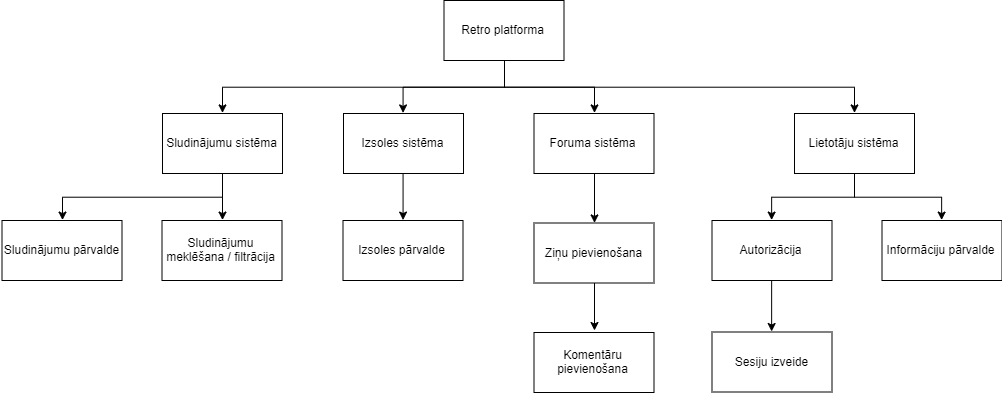 Retro platforma
Sludinājumu sistēma
Izsoles sistēma
Foruma sistēma
Lietotāju sistēma
Sludinājumu pārvalde
Sludinājumu
meklēšana / filtrācija
Izsoles pārvalde
Ziņu pievienošana
Autorizācija
Informāciju pārvalde
Komentāru
pievienošana
Sesiju izveide